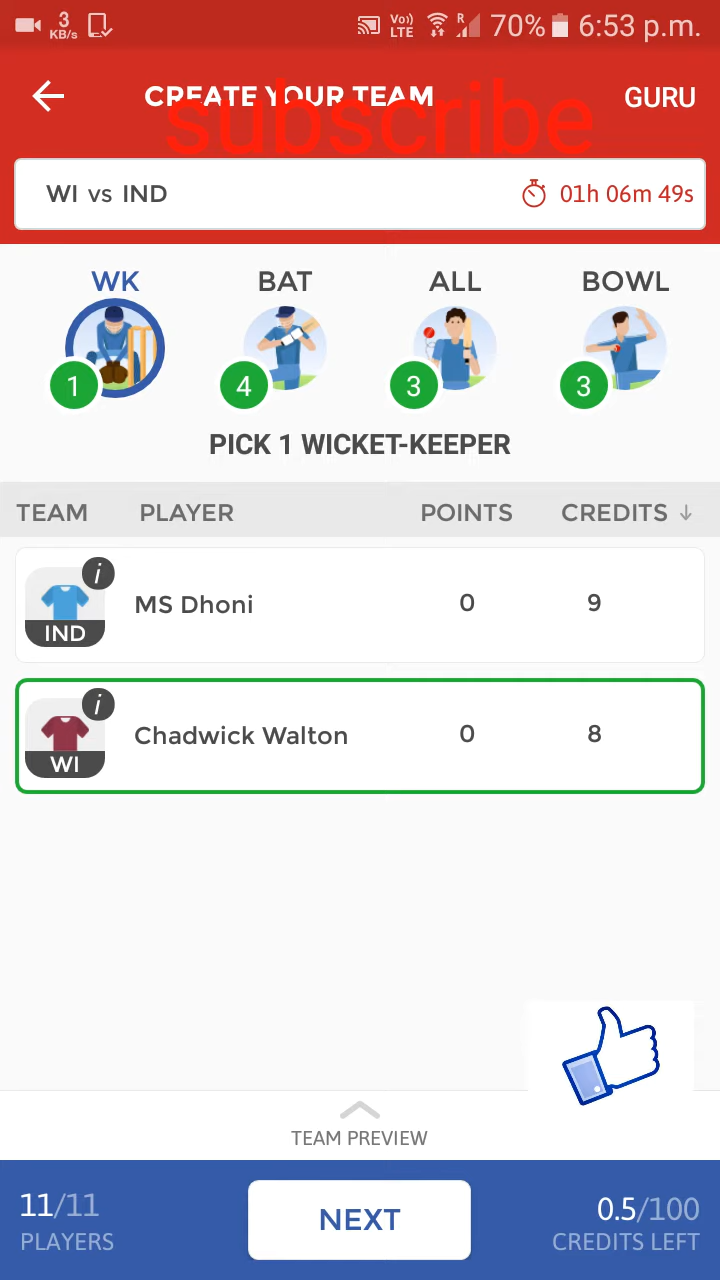 3 KB/s Vo)) LTE R 70% 6:53 p.m.
CREATE YOUR TEAM GURU
subscribe
WI vs IND 01h 06m 49s
WK BAT ALL BOWL
1 4 3 3
PICK 1 WICKET-KEEPER
TEAM PLAYER POINTS CREDITS ↓
i
MS Dhoni 0 9
IND
i
Chadwick Walton 0 8
WI
TEAM PREVIEW
11/11 NEXT 0.5/100
PLAYERS CREDITS LEFT